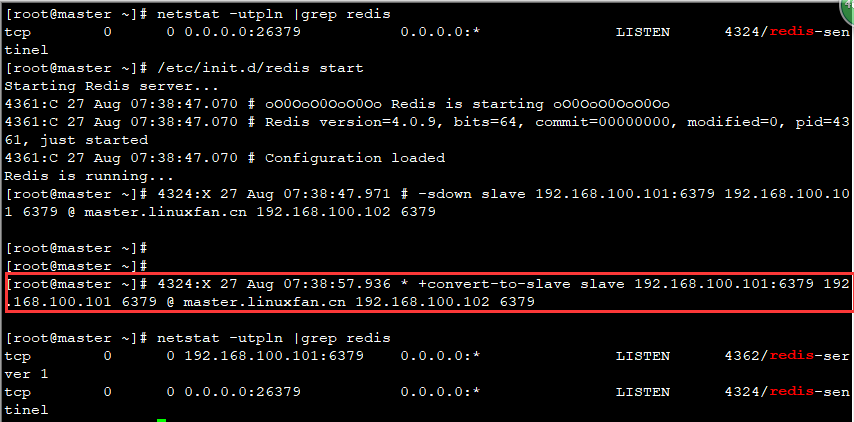 [root@master ~]# netstat -utpln |grep redis
tcp        0      0 0.0.0.0:26379           0.0.0.0:*               LISTEN      4324/redis-sen
tinel
[root@master ~]# /etc/init.d/redis start
Starting Redis server...
4361:C 27 Aug 07:38:47.070 # oO0OoO0OoO0Oo Redis is starting oO0OoO0OoO0Oo
4361:C 27 Aug 07:38:47.070 # Redis version=4.0.9, bits=64, commit=00000000, modified=0, pid=43
61, just started
4361:C 27 Aug 07:38:47.070 # Configuration loaded
Redis is running...
[root@master ~]# 4324:X 27 Aug 07:38:47.971 # -sdown slave 192.168.100.101:6379 192.168.100.10
1 6379 @ master.linuxfan.cn 192.168.100.102 6379
[root@master ~]#
[root@master ~]#
[root@master ~]# 4324:X 27 Aug 07:38:57.936 * +convert-to-slave slave 192.168.100.101:6379 192
.168.100.101 6379 @ master.linuxfan.cn 192.168.100.102 6379
[root@master ~]# netstat -utpln |grep redis
tcp        0      0 192.168.100.101:6379    0.0.0.0:*               LISTEN      4362/redis-ser
ver 1
tcp        0      0 0.0.0.0:26379           0.0.0.0:*               LISTEN      4324/redis-sen
tinel